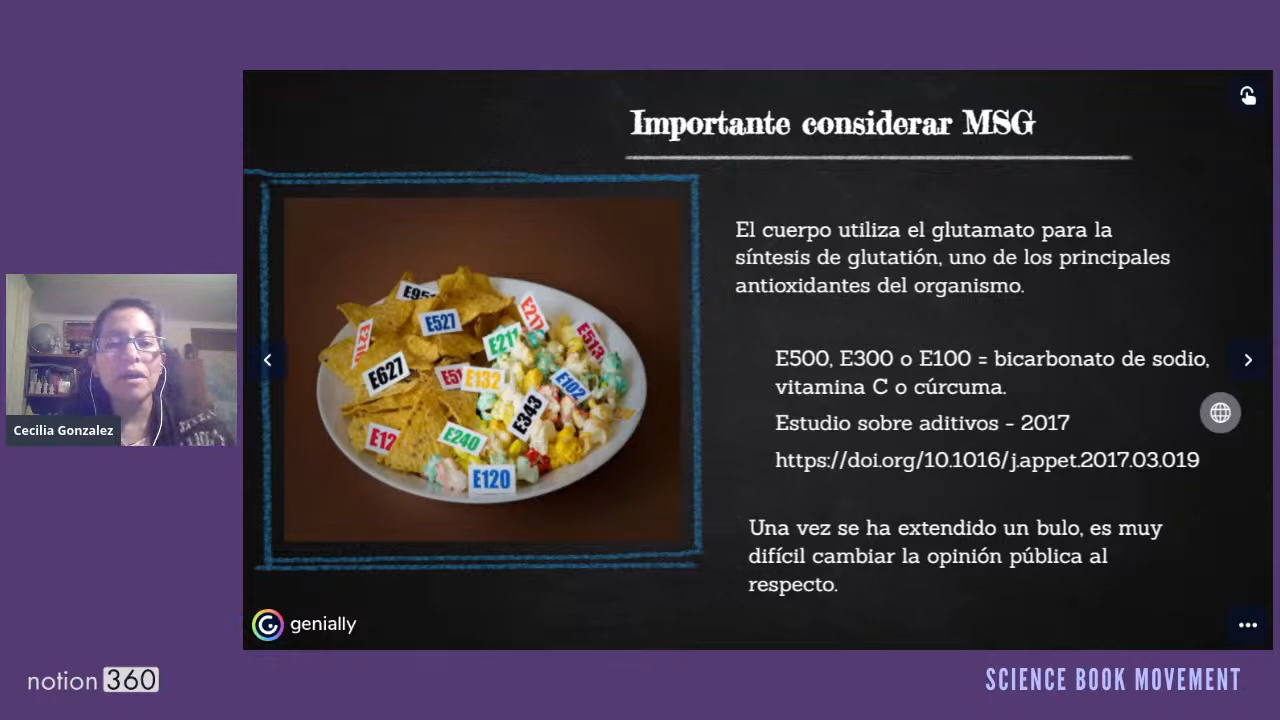 Importante considerar MSG
El cuerpo utiliza el glutamato para la
síntesis de glutatión, uno de los principales
antioxidantes del organismo.
E500, E300 o E100 = bicarbonato de sodio,
vitamina C o cúrcuma.
Estudio sobre aditivos - 2017
https://doi.org/10.1016/j.appet.2017.03.019
Una vez se ha extendido un bulo, es muy
difícil cambiar la opinión pública al
respecto.
E527
E217
E211
E513
E627
E132
E102
E343
E12
E240
E120
Cecilia Gonzalez
genially
notion 360
SCIENCE BOOK MOVEMENT